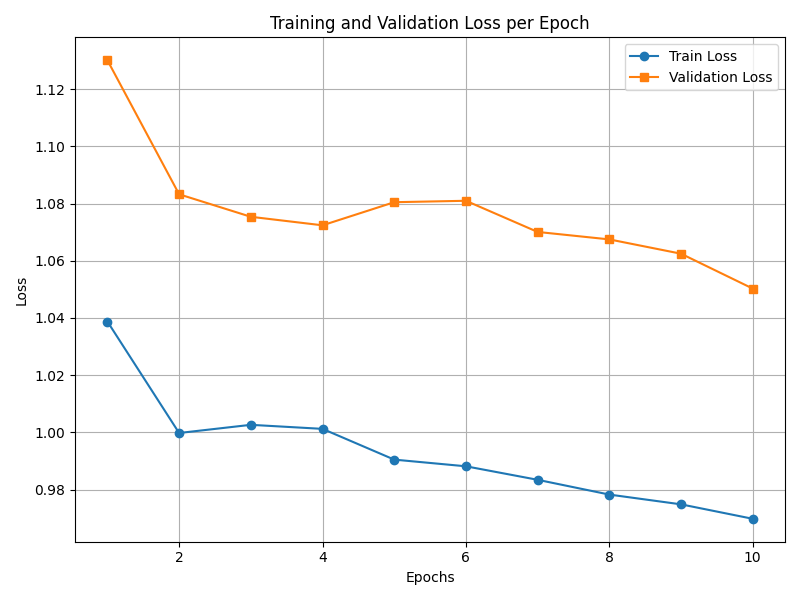 Training and Validation Loss per Epoch
Train Loss
Validation Loss
1.12
1.10
1.08
1.06
1.04
1.02
1.00
0.98
Loss
2
4
6
8
10
Epochs